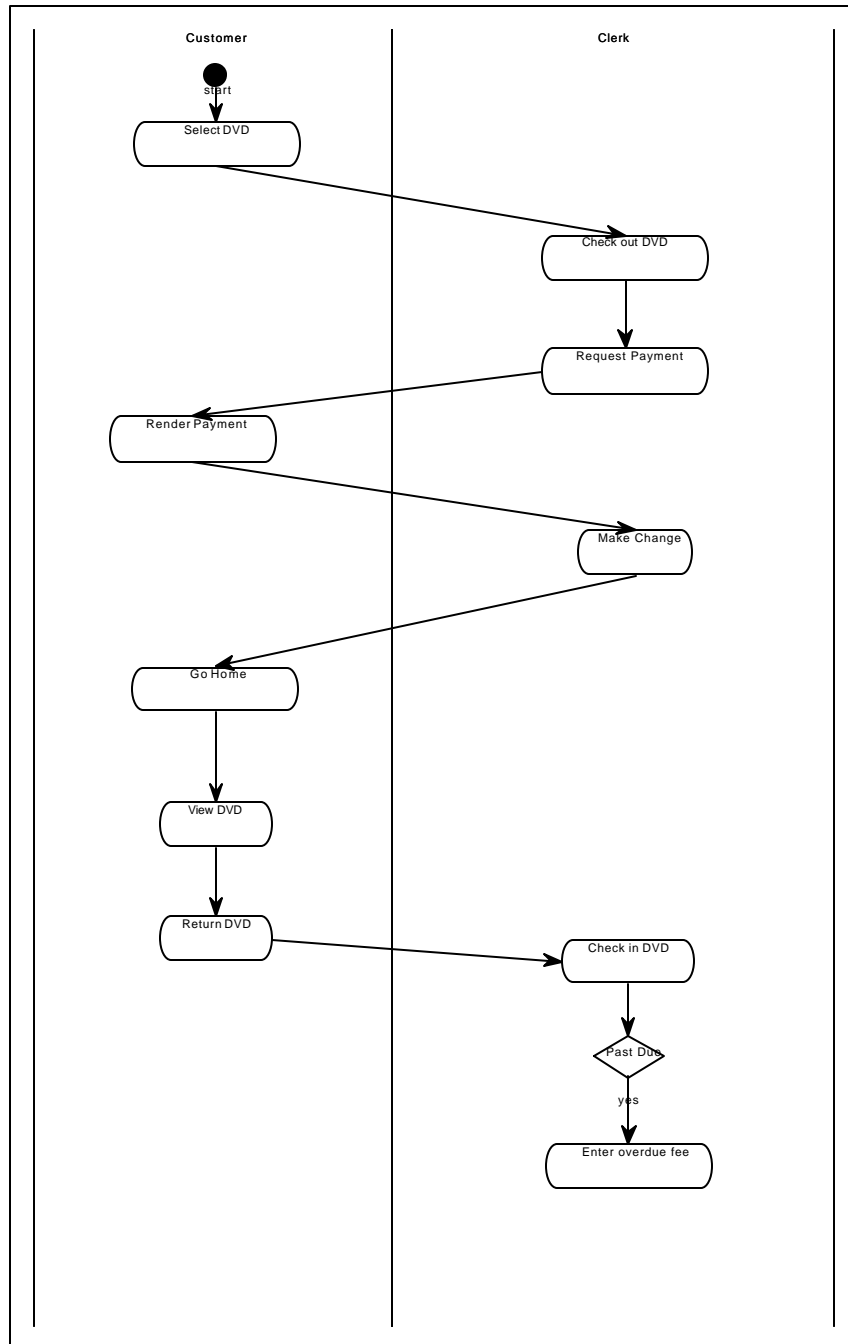 Customer
Clerk
start
Select DVD
Check out DVD
Request Payment
Render Payment
Make Change
Go Home
View DVD
Return DVD
Check in DVD
Past Due
yes
Enter overdue fee